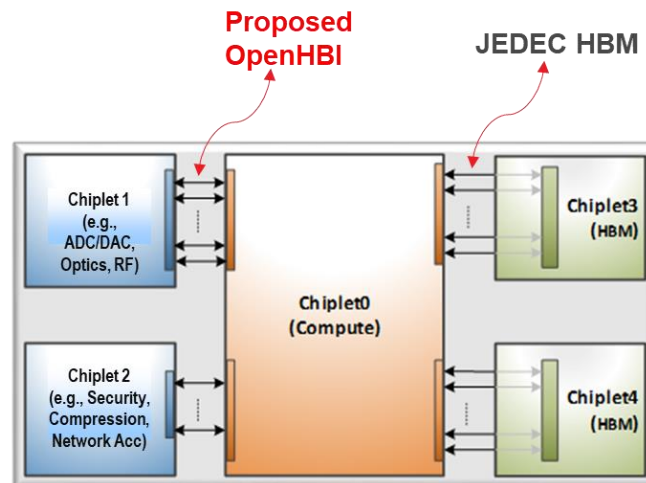 Proposed
OpenHBI
JEDEC HBM
Chiplet 1
(e.g.,
ADC/DAC,
Optics, RF)
Chiplet0
(Compute)
Chiplet3
(HBM)
Chiplet 2
(e.g., Security,
Compression,
Network Acc)
Chiplet4
(HBM)